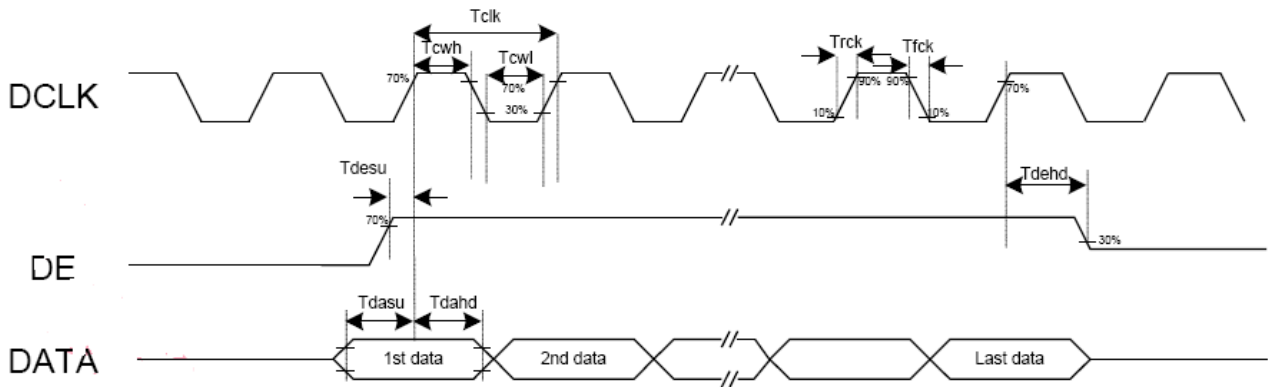 Tclk
Tcwh
Tcwl
Trck
Tfck
DCLK
70%
70%
30%
90%
90%
10%
10%
70%
Tdesu
Tdehd
70%
30%
DE
Tdasu
Tdahd
DATA
1st data
2nd data
Last data